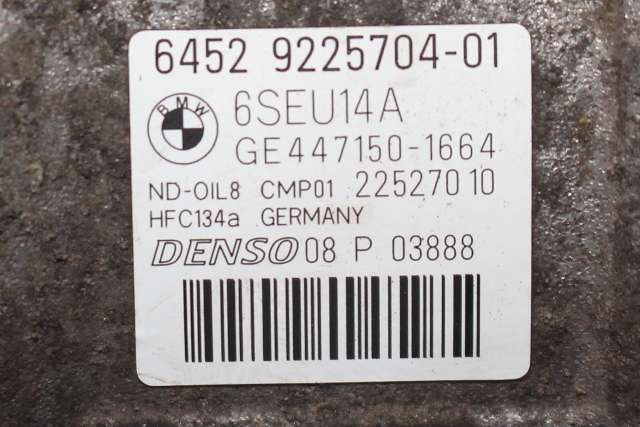 6452 9225704-01
BMW 6SEU14A
GE447150-1664
ND-OIL8 CMP01 22527010
HFC134a GERMANY
DENSO 08 P 03888